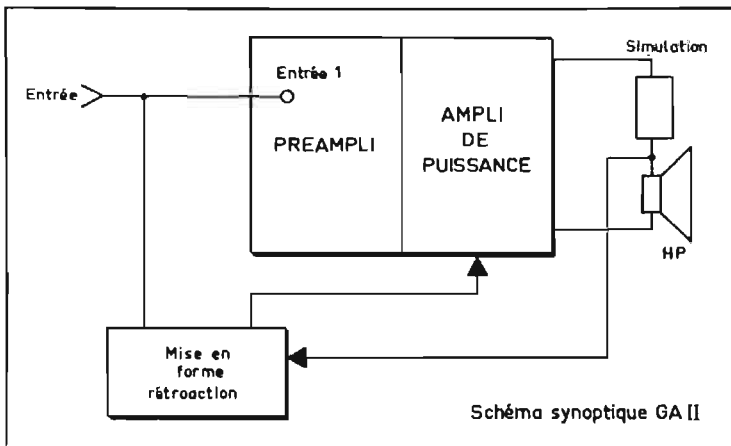 Simulation
Entrée 1
Entrée
PREAMPLI
AMPLI
DE
PUISSANCE
HP
Mise en
forme
rétroaction
Schéma synoptique GA II